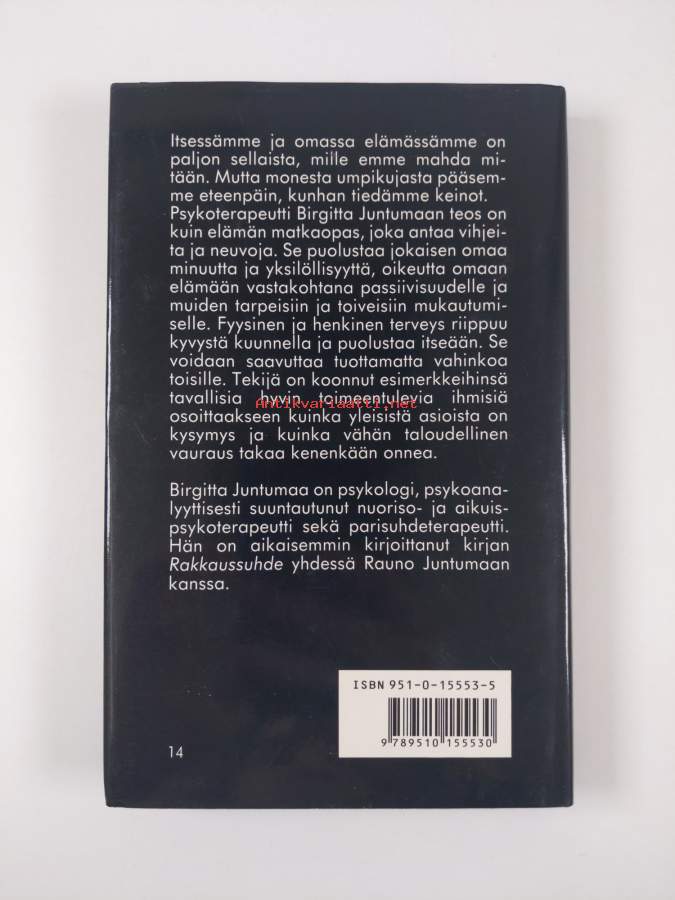 Itsessämme ja omassa elämässämme on
paljon sellaista, mille emme mahda mi-
tään. Mutta monesta umpikujasta pääsem-
me eteenpäin, kunhan tiedämme keinot.
Psykoterapeutti Birgitta Juntumaan teos on
kuin elämän matkaopas, joka antaa vihjei-
ta ja neuvoja. Se puolustaa jokaisen omaa
minuutta ja yksilöllisyyttä, oikeutta omaan
elämään vastakohtana passiivisuudelle ja
muiden tarpeisiin ja toiveisiin mukautumi-
selle. Fyysinen ja henkinen terveys riippuu
kyvystä kuunnella ja puolustaa itseään. Se
voidaan saavuttaa tuottamatta vahinkoa
toisille. Tekijä on koonnut esimerkkeihinsä
tavallisia hyvin toimeentulevia ihmisiä
Antikvariaatti.net
osoittaakseen kuinka yleisistä asioista on
kysymys ja kuinka vähän taloudellinen
vauraus takaa kenenkään onnea.
Birgitta Juntumaa on psykologi, psykoana-
lyyttisesti suuntautunut nuoriso- ja aikuis-
psykoterapeutti sekä parisuhdeterapeutti.
Hän on aikaisemmin kirjoittanut kirjan
Rakkaussuhde yhdessä Rauno Juntumaan
kanssa.
ISBN 951-0-15553-5
9 789510 155530
14